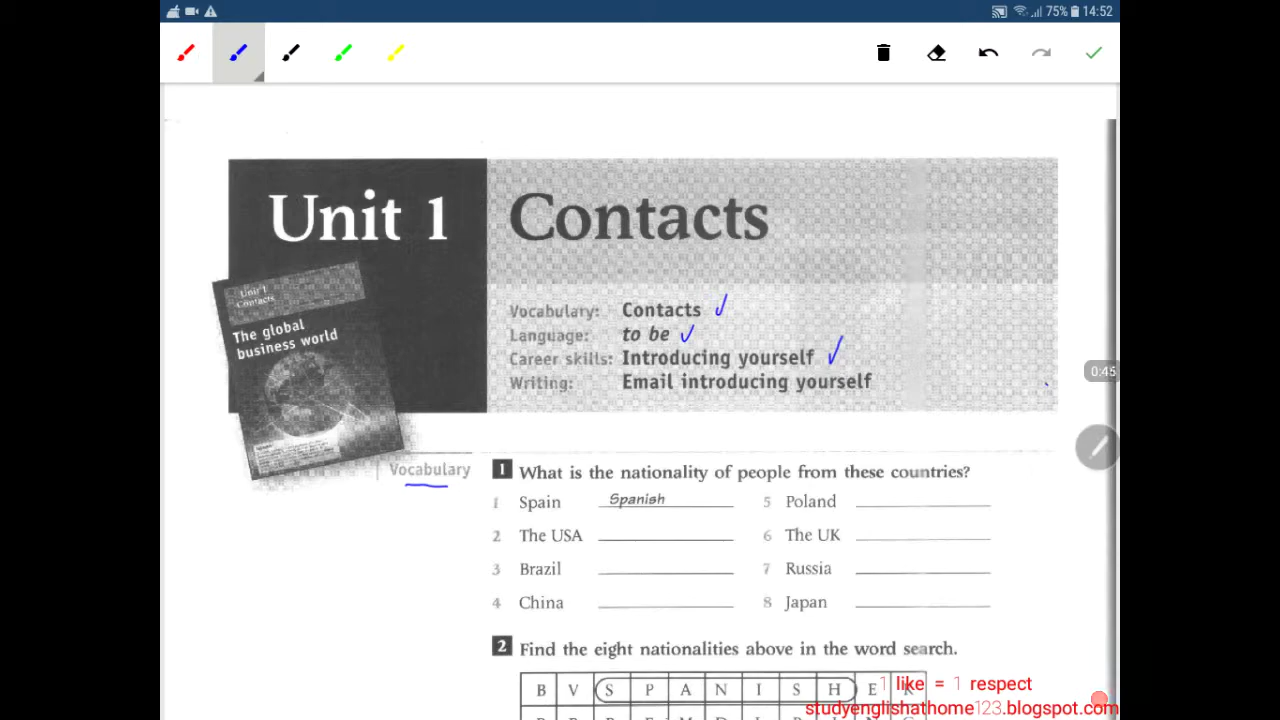 75% 14:52
Unit 1
Contacts
Unit 1
Contacts
The global
business world
Vocabulary: Contacts
Language: to be
Career skills: Introducing yourself
Writing: Email introducing yourself
0:45
Vocabulary
1 What is the nationality of people from these countries?
1 Spain Spanish
5 Poland
2 The USA
6 The UK
3 Brazil
7 Russia
4 China
8 Japan
2 Find the eight nationalities above in the word search.
B V S P A N I S H E K
1 like = 1 respect
studyenglishathome123.blogspot.com